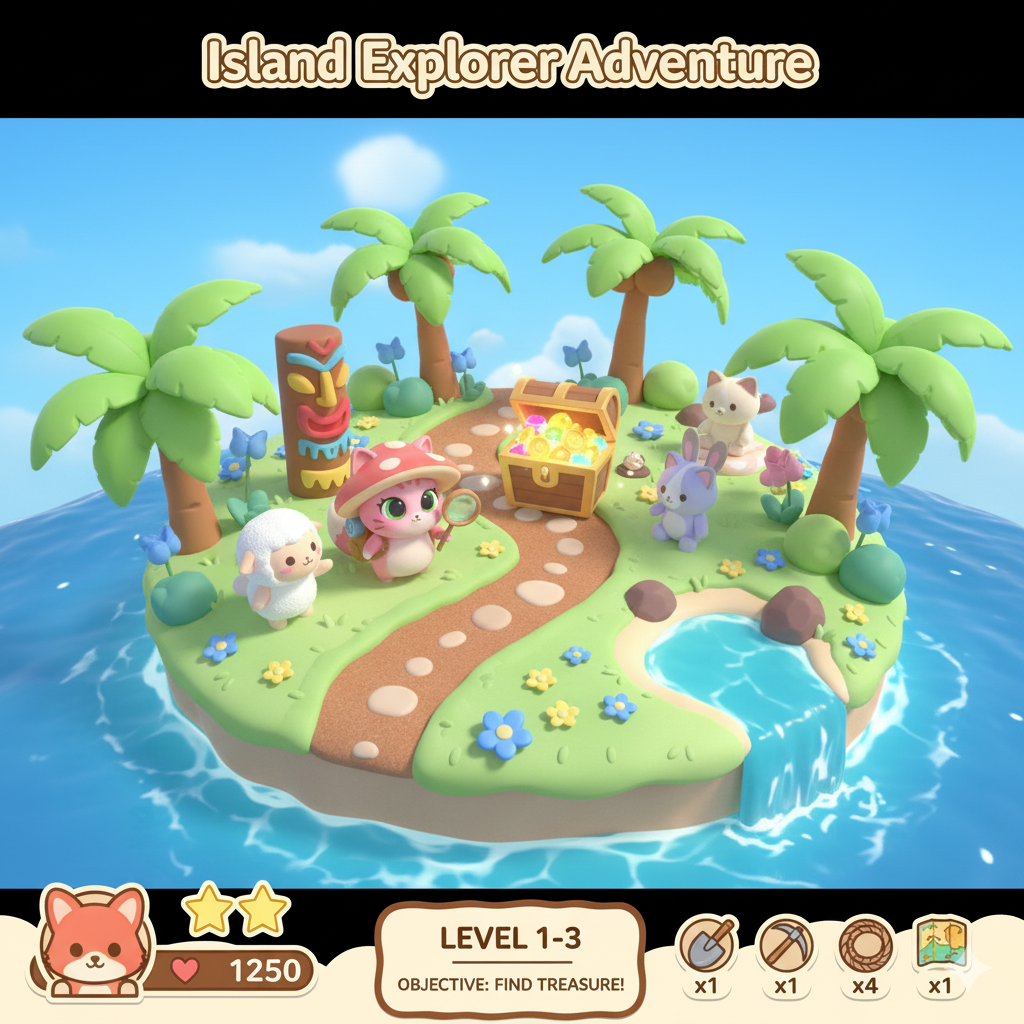 Island Explorer Adventure
1250
LEVEL 1-3
OBJECTIVE: FIND TREASURE!
x1
x1
x4
x1